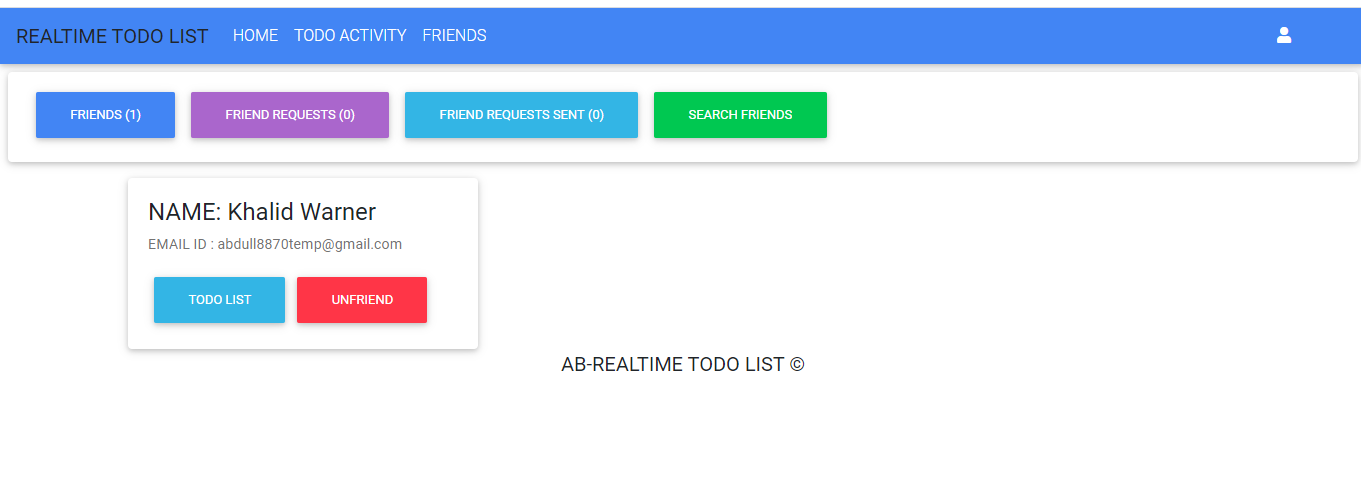 REALTIME TODO LIST HOME TODO ACTIVITY FRIENDS
FRIENDS (1) FRIEND REQUESTS (0) FRIEND REQUESTS SENT (0) SEARCH FRIENDS
NAME: Khalid Warner
EMAIL ID : abdull8870temp@gmail.com
TODO LIST UNFRIEND
AB-REALTIME TODO LIST ©